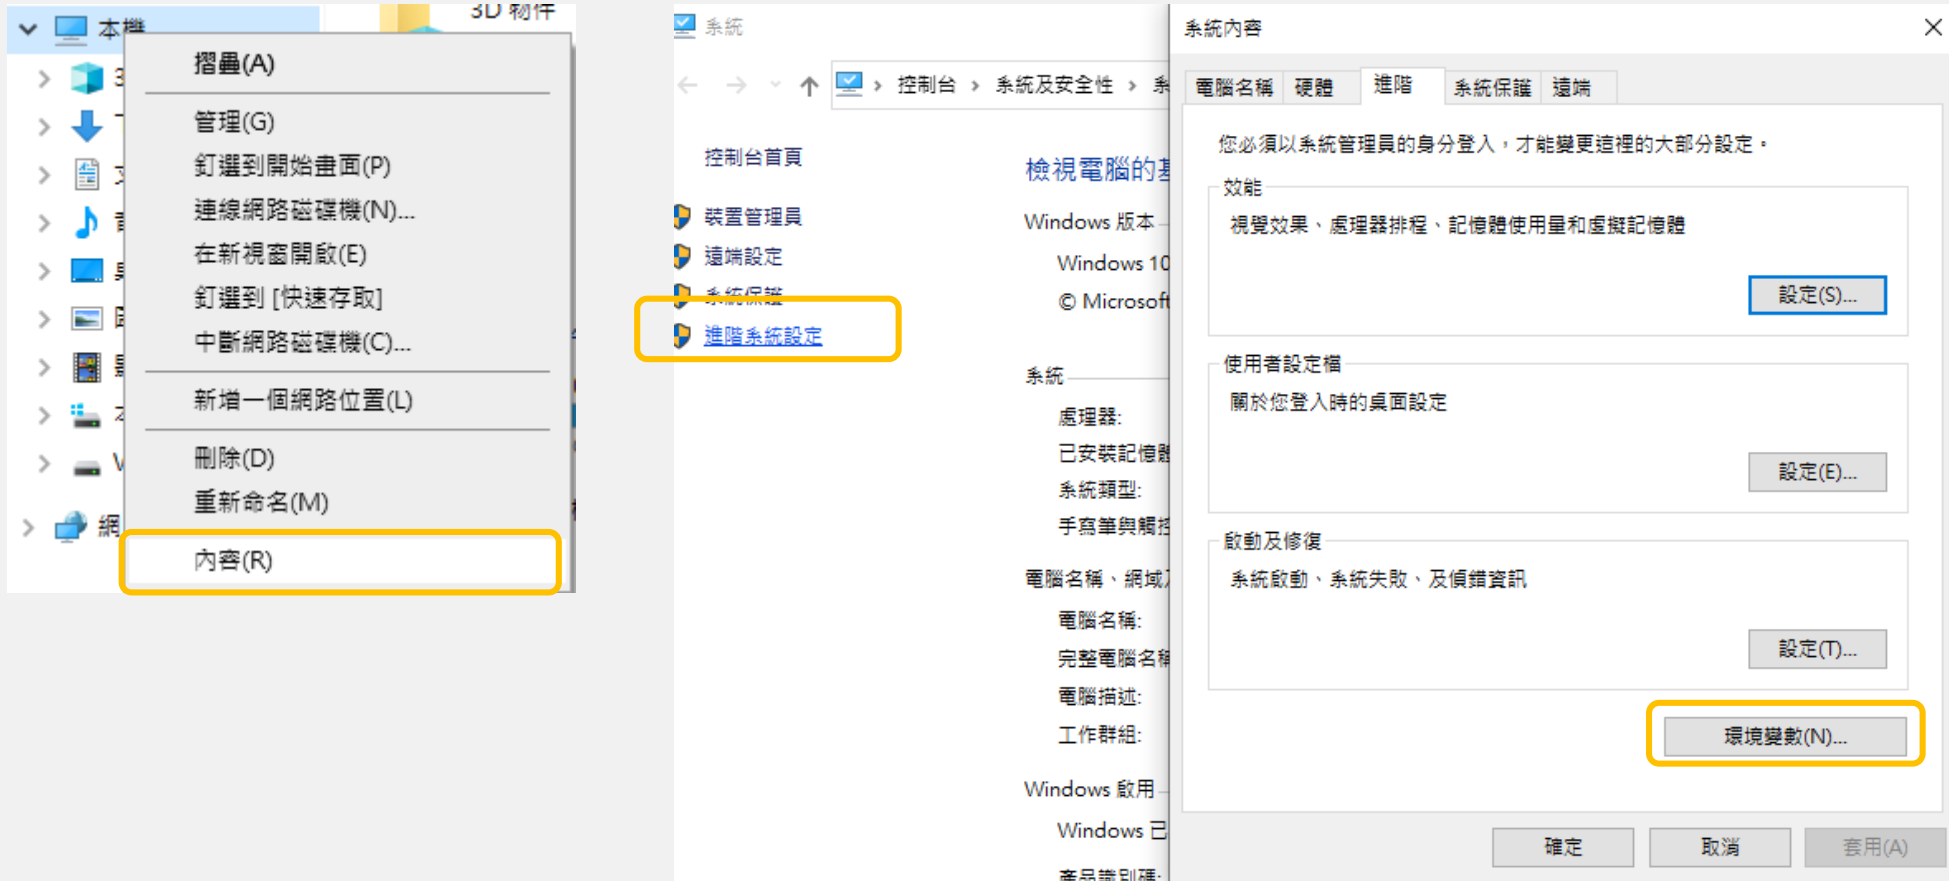 本機
3D 物件
摺疊(A)
管理(G)
釘選到開始畫面(P)
連線網路磁碟機(N)...
在新視窗開啟(E)
釘選到 [快速存取]
中斷網路磁碟機(C)...
新增一個網路位置(L)
刪除(D)
重新命名(M)
網
內容(R)
系統
控制台 › 系統及安全性 › 系
控制台首頁
裝置管理員
遠端設定
系統保護
進階系統設定
檢視電腦的基
Windows 版本
Windows 10
© Microsoft
系統
處理器:
已安裝記憶體
系統類型:
手寫筆與觸控
電腦名稱、網域及
電腦名稱:
完整電腦名稱
電腦描述:
工作群組:
Windows 啟用
Windows 已
產品識別碼:
系統內容
電腦名稱 硬體 進階 系統保護 遠端
您必須以系統管理員的身分登入，才能變更這裡的大部分設定。
效能
視覺效果、處理器排程、記憶體使用量和虛擬記憶體
設定(S)...
使用者設定檔
關於您登入時的桌面設定
設定(E)...
啟動及修復
系統啟動、系統失敗、及偵錯資訊
設定(T)...
環境變數(N)...
確定 取消 套用(A)